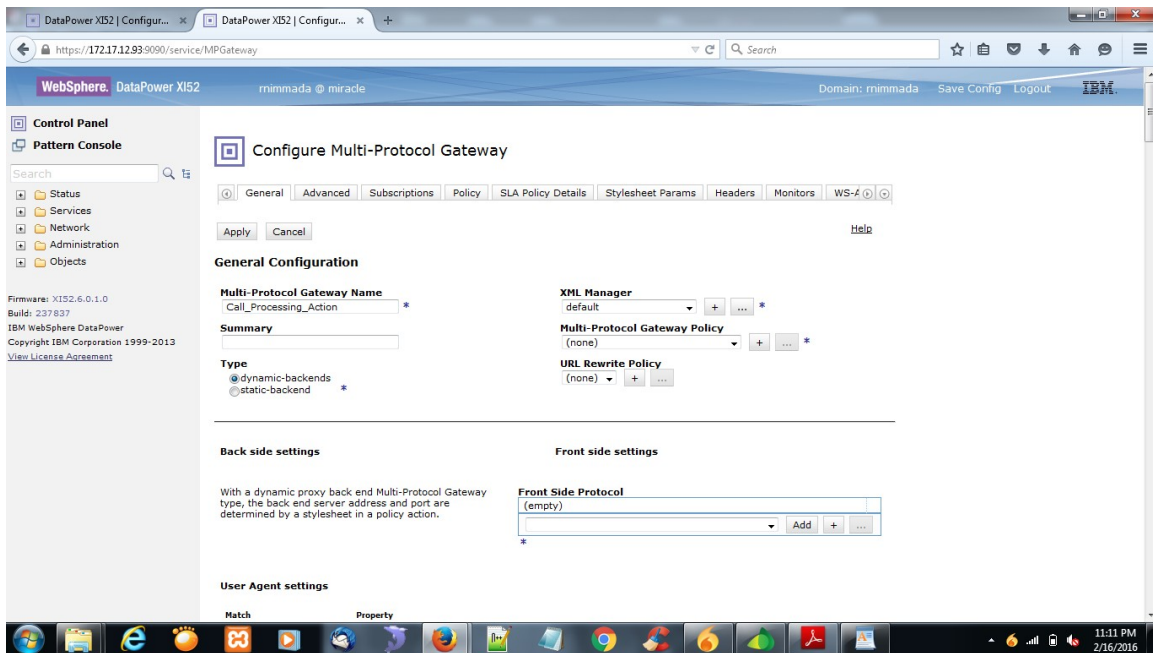 DataPower XI52 | Configur... ×
DataPower XI52 | Configur... × +
https://172.17.12.93:9090/service/MPGateway
Search
WebSphere. DataPower XI52
rnimmada @ miracle
Domain: rnimmada Save Config Logout IBM.
Control Panel
Pattern Console
Search
Status
Services
Network
Administration
Objects
Firmware: XI52.6.0.1.0
Build: 237837
IBM WebSphere DataPower
Copyright IBM Corporation 1999-2013
View License Agreement
Configure Multi-Protocol Gateway
General Advanced Subscriptions Policy SLA Policy Details Stylesheet Params Headers Monitors WS-A
Apply Cancel Help
General Configuration
Multi-Protocol Gateway Name
Call_Processing_Action *
Summary
Type
dynamic-backends
static-backend *
XML Manager
default + ... *
Multi-Protocol Gateway Policy
(none) + ... *
URL Rewrite Policy
(none) + ...
Back side settings
With a dynamic proxy back end Multi-Protocol Gateway
type, the back end server address and port are
determined by a stylesheet in a policy action.
Front side settings
Front Side Protocol
(empty)
Add + ...
*
User Agent settings
Match Property
11:11 PM
2/16/2016